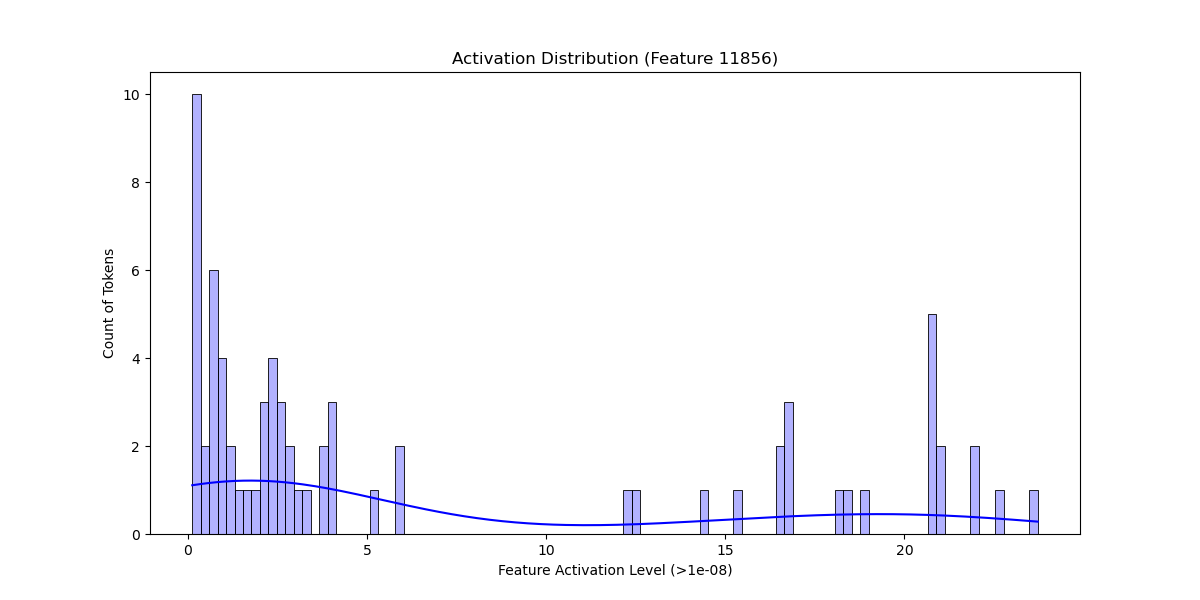 Activation Distribution (Feature 11856)
10
8
6
4
2
0
Count of Tokens
0 5 10 15 20
Feature Activation Level (>1e-08)